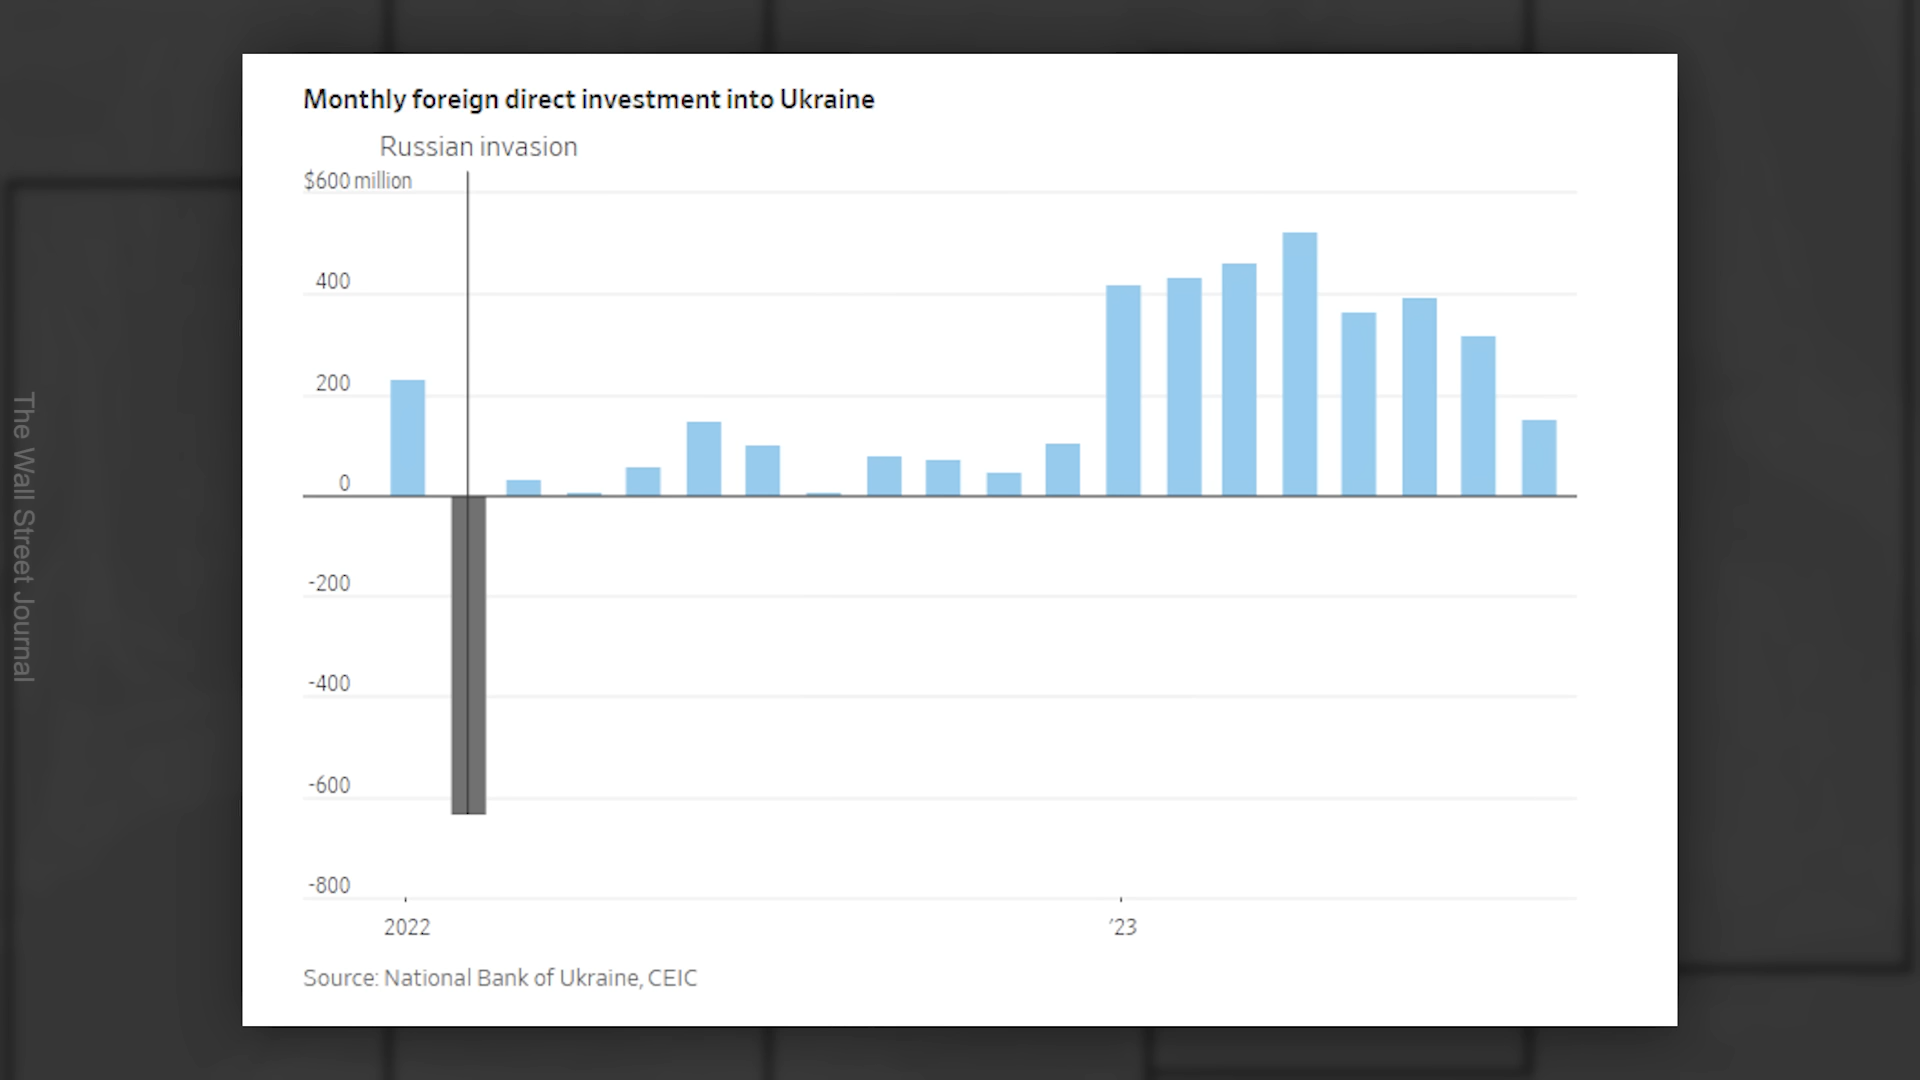 Monthly foreign direct investment into Ukraine
Russian invasion
$600 million
400
200
0
-200
-400
-600
-800
2022
'23
Source: National Bank of Ukraine, CEIC
The Wall Street Journal